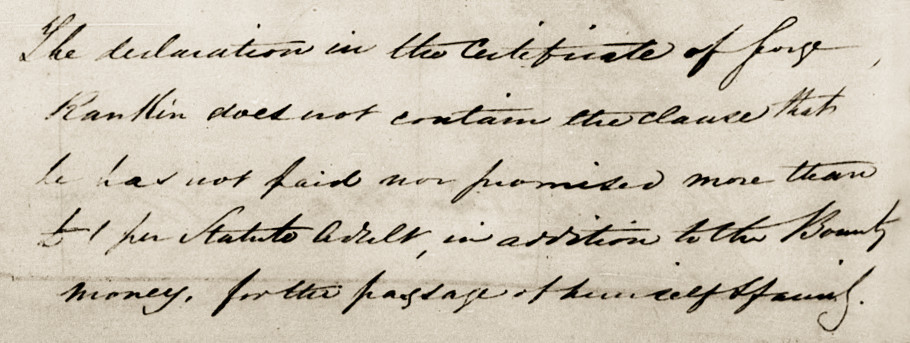 The declaration in the Certificate of George
Rankin does not contain the clause that
he has not paid nor promised more than
£1 per Statute Adult, in addition to the Bounty
money, for the passage of himself & family.